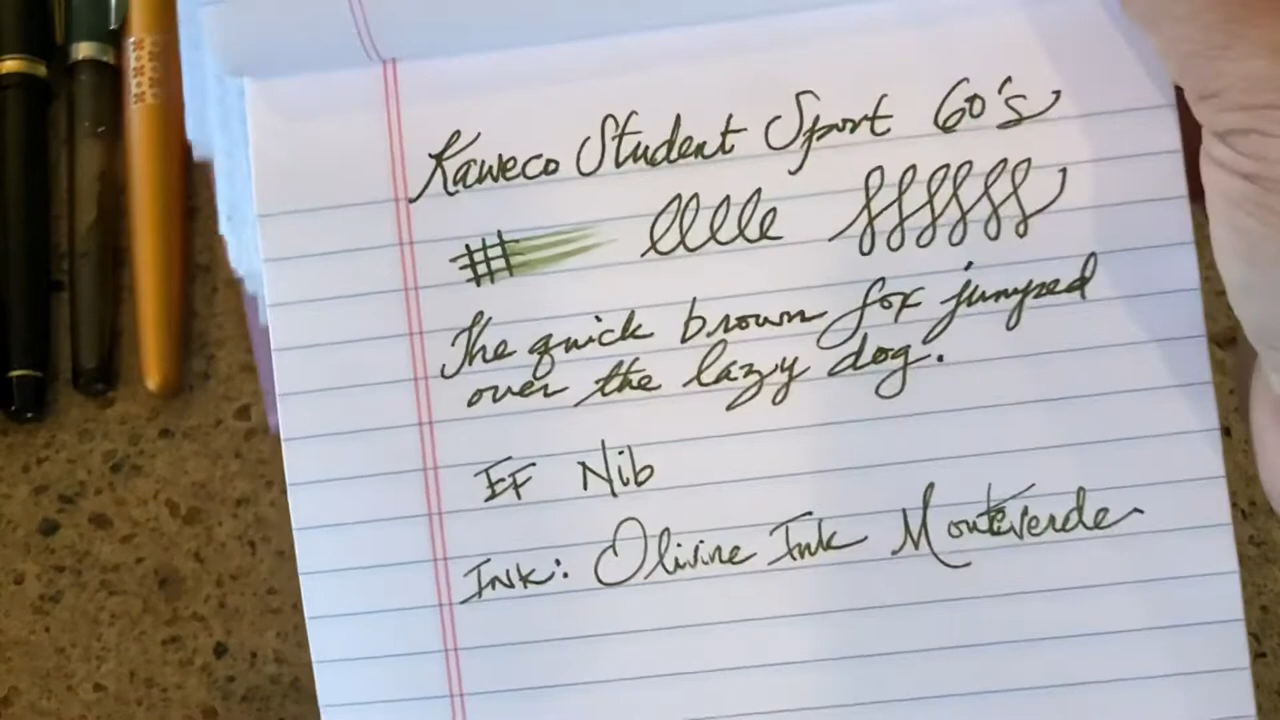 Kaweco Student Sport 60's
# lllle ffffff
The quick brown fox jumped
over the lazy dog.
EF Nib
Ink: Olivine Ink Monteverde